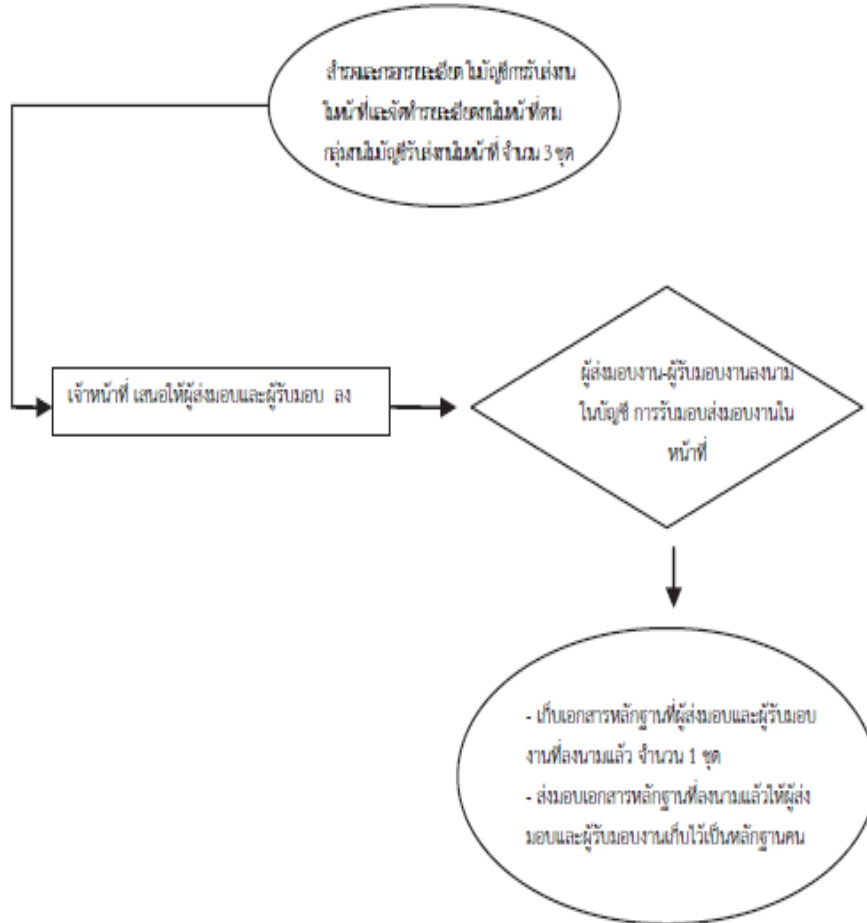 สำรวจและกรอกรายละเอียด ในบัญชีการรับส่งงาน
ในหน้าที่และจัดทำรายละเอียดงานในหน้าที่ตาม
กลุ่มงานในบัญชีรับส่งงานในหน้าที่ จำนวน 3 ชุด
เจ้าหน้าที่ เสนอให้ผู้ส่งมอบและผู้รับมอบ ลง
ผู้ส่งมอบงาน-ผู้รับมอบงานลงนาม
ในบัญชี การรับมอบส่งมอบงานใน
หน้าที่
- เก็บเอกสารหลักฐานที่ผู้ส่งมอบและผู้รับมอบ
งานที่ลงนามแล้ว จำนวน 1 ชุด
- ส่งมอบเอกสารหลักฐานที่ลงนามแล้วให้ผู้ส่ง
มอบและผู้รับมอบงานเก็บไว้เป็นหลักฐานคน